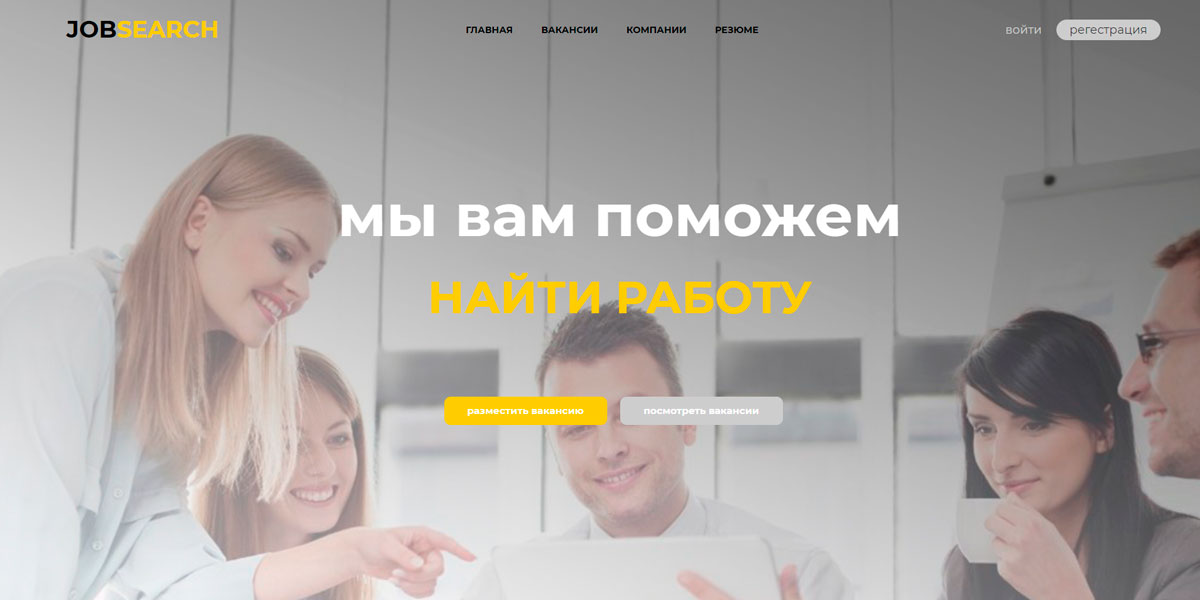 JOBSEARCH
ГЛАВНАЯ ВАКАНСИИ КОМПАНИИ РЕЗЮМЕ
войти регестрация
мы вам поможем
НАЙТИ РАБОТУ
разместить вакансию посмотреть вакансии